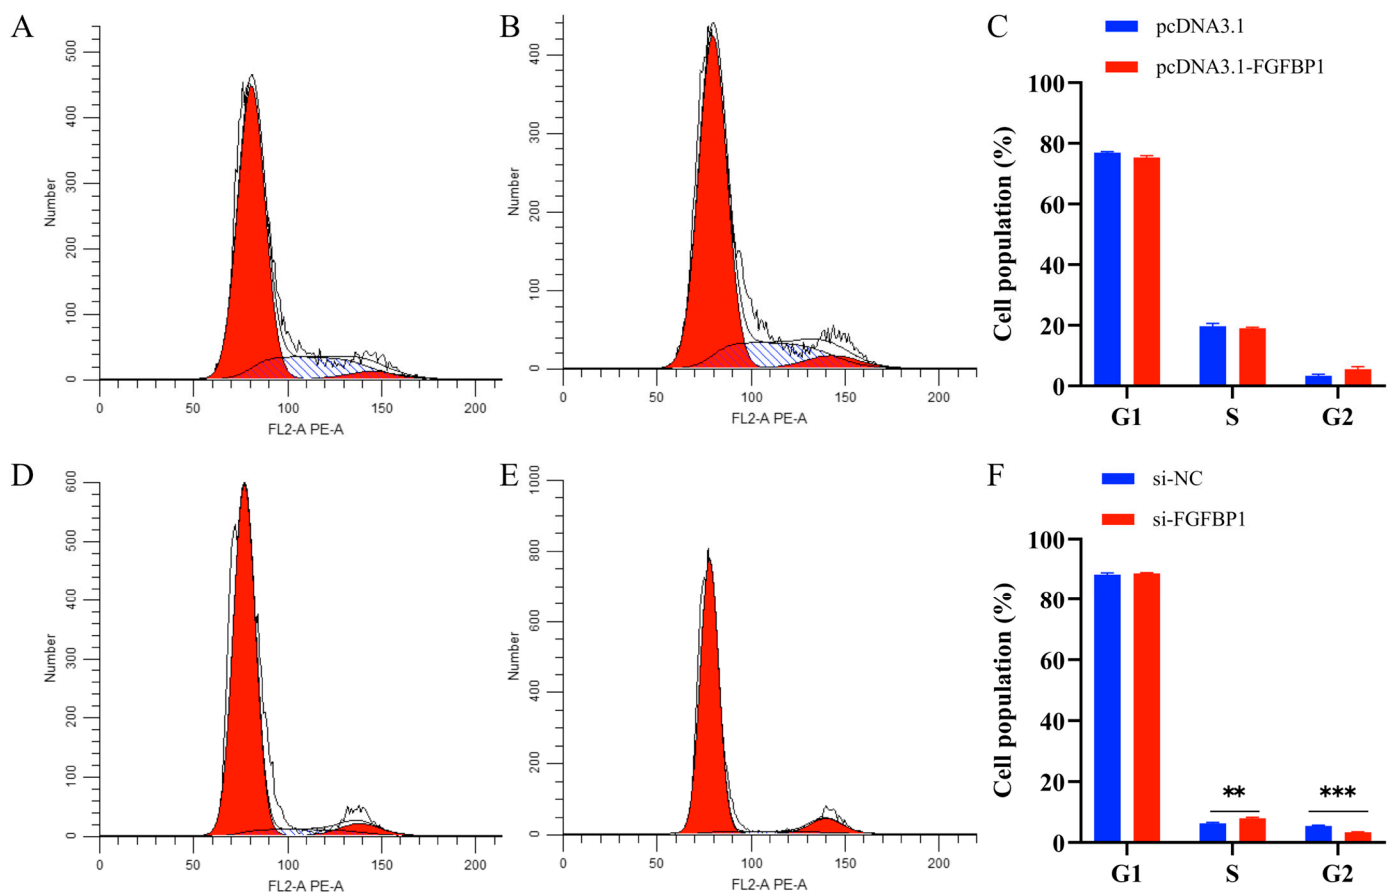 A
500
400
300
200
100
0
Number
0 50 100 150 200
FL2-A PE-A
B
400
300
200
100
0
Number
0 50 100 150 200
FL2-A PE-A
C
pcDNA3.1
pcDNA3.1-FGFBP1
100
80
60
40
20
0
Cell population (%)
G1 S G2
D
600
500
400
300
200
100
0
Number
0 50 100 150 200
FL2-A PE-A
E
1000
800
600
400
200
0
Number
0 50 100 150 200
FL2-A PE-A
F
si-NC
si-FGFBP1
100
80
60
40
20
0
Cell population (%)
** ***
G1 S G2